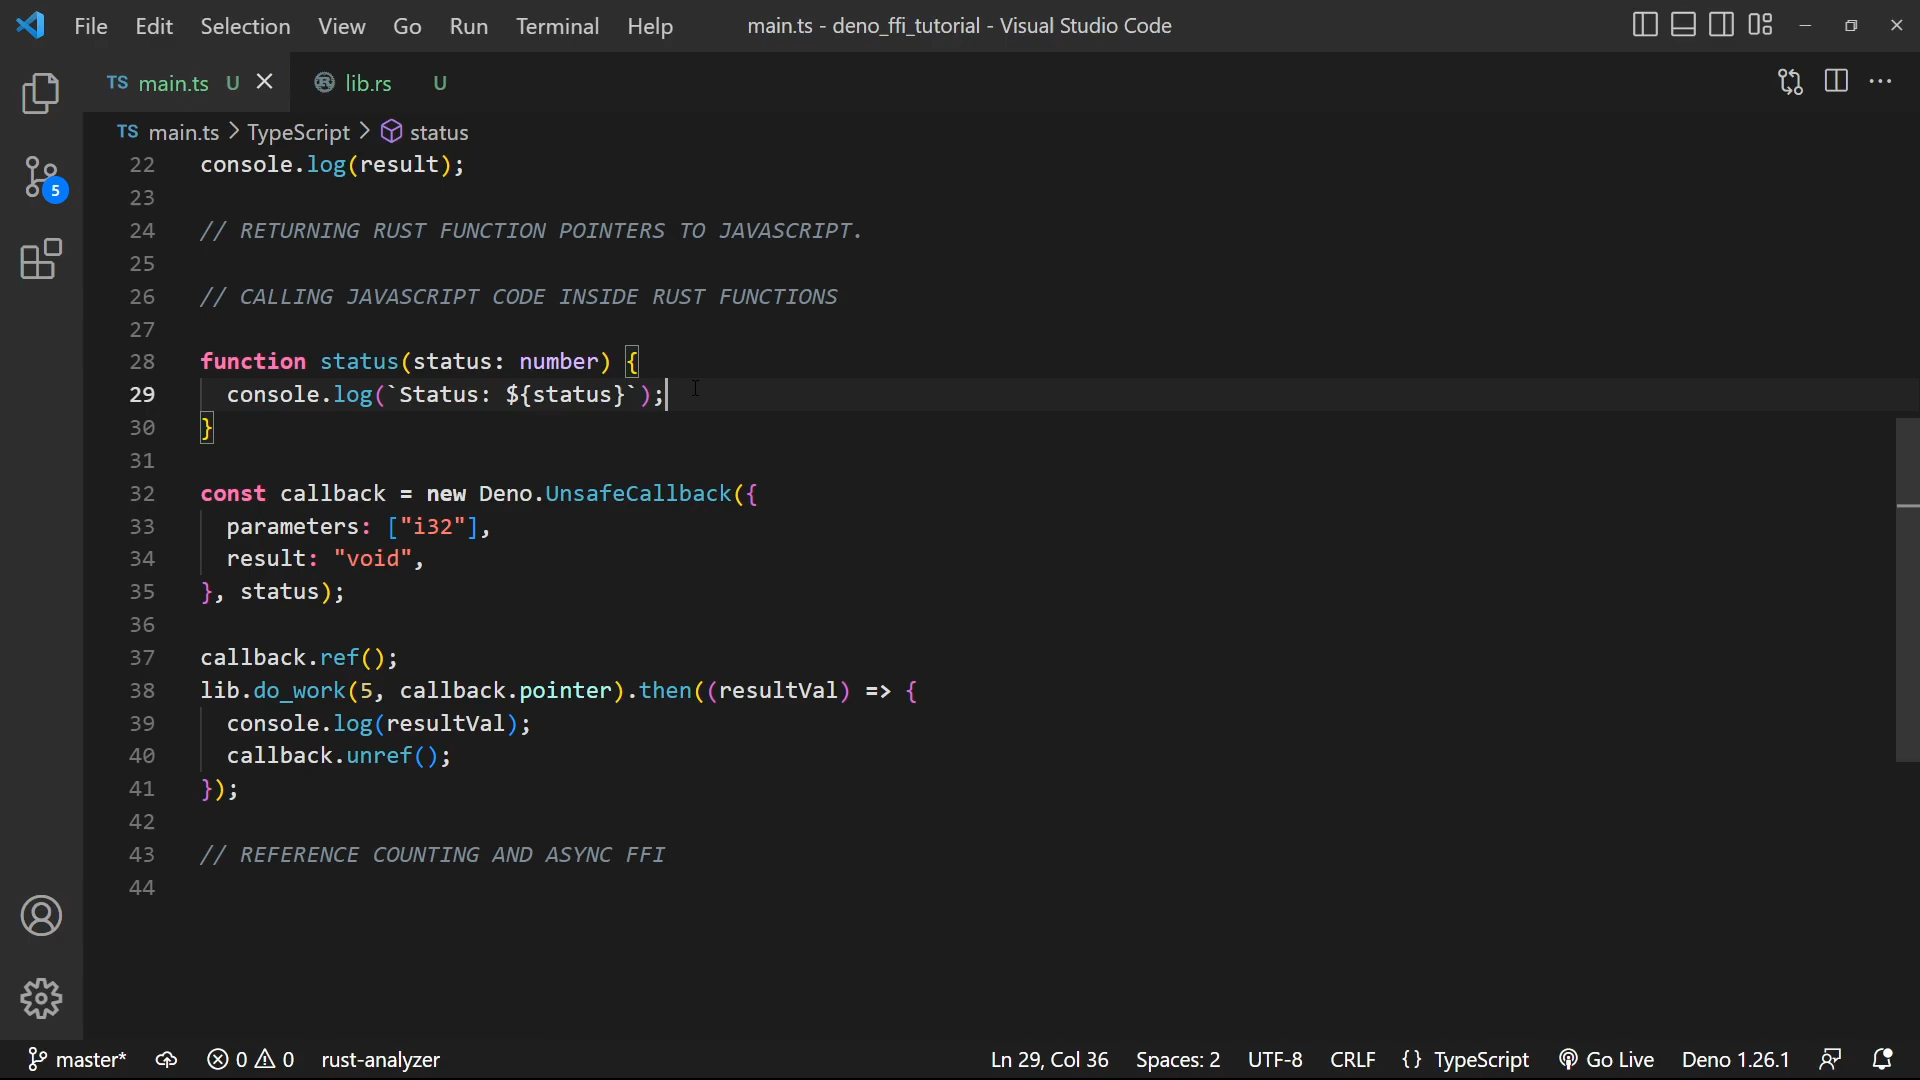 File Edit Selection View Go Run Terminal Help main.ts - deno_ffi_tutorial - Visual Studio Code
TS main.ts U lib.rs U
TS main.ts > TypeScript > status
22 console.log(result);
23
24 // RETURNING RUST FUNCTION POINTERS TO JAVASCRIPT.
25
26 // CALLING JAVASCRIPT CODE INSIDE RUST FUNCTIONS
27
28 function status(status: number) {
29 console.log(`Status: ${status}`);
30 }
31
32 const callback = new Deno.UnsafeCallback({
33 parameters: ["i32"],
34 result: "void",
35 }, status);
36
37 callback.ref();
38 lib.do_work(5, callback.pointer).then((resultVal) => {
39 console.log(resultVal);
40 callback.unref();
41 });
42
43 // REFERENCE COUNTING AND ASYNC FFI
44
5
master* 0 0 rust-analyzer Ln 29, Col 36 Spaces: 2 UTF-8 CRLF {} TypeScript Go Live Deno 1.26.1